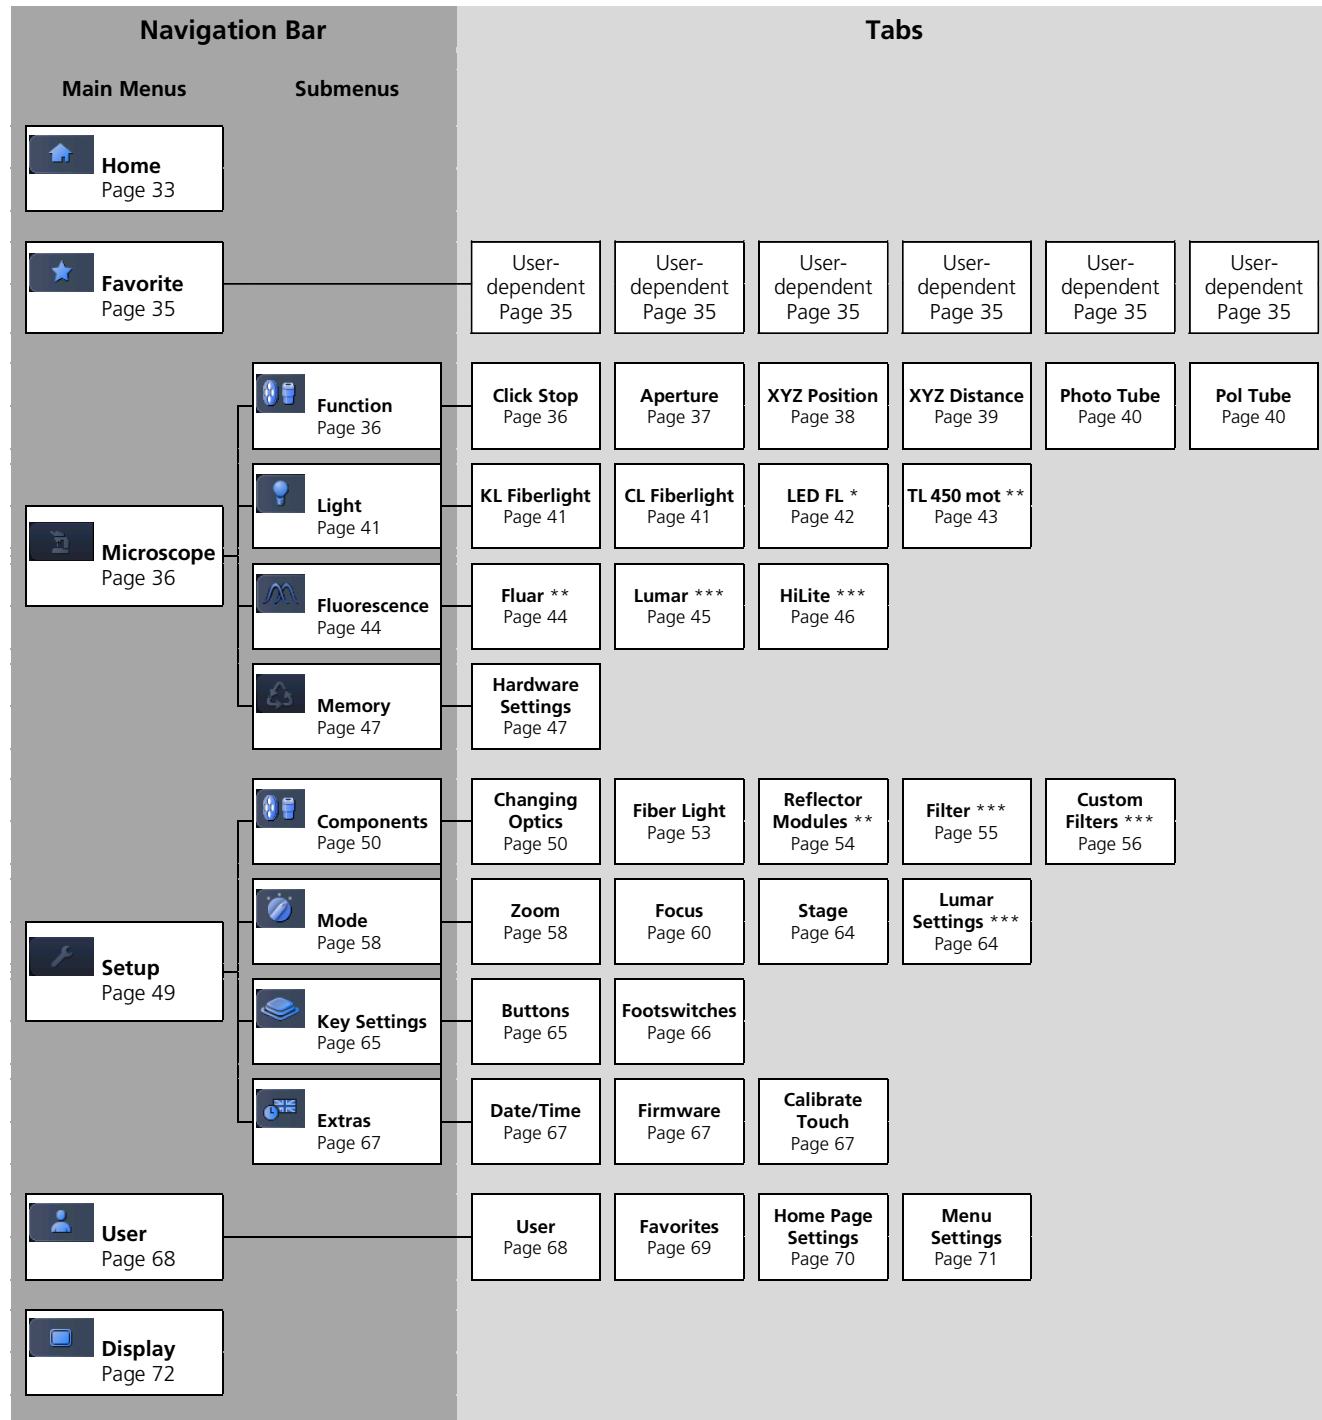 Navigation Bar
Tabs
Main Menus
Submenus
Home
Page 33
Favorite
Page 35
User-
dependent
Page 35
User-
dependent
Page 35
User-
dependent
Page 35
User-
dependent
Page 35
User-
dependent
Page 35
User-
dependent
Page 35
Microscope
Page 36
Function
Page 36
Click Stop
Page 36
Aperture
Page 37
XYZ Position
Page 38
XYZ Distance
Page 39
Photo Tube
Page 40
Pol Tube
Page 40
Light
Page 41
KL Fiberlight
Page 41
CL Fiberlight
Page 41
LED FL *
Page 42
TL 450 mot **
Page 43
Fluorescence
Page 44
Fluar **
Page 44
Lumar ***
Page 45
HiLite ***
Page 46
Memory
Page 47
Hardware
Settings
Page 47
Setup
Page 49
Components
Page 50
Changing
Optics
Page 50
Fiber Light
Page 53
Reflector
Modules **
Page 54
Filter ***
Page 55
Custom
Filters ***
Page 56
Mode
Page 58
Zoom
Page 58
Focus
Page 60
Stage
Page 64
Lumar
Settings ***
Page 64
Key Settings
Page 65
Buttons
Page 65
Footswitches
Page 66
Extras
Page 67
Date/Time
Page 67
Firmware
Page 67
Calibrate
Touch
Page 67
User
Page 68
User
Page 68
Favorites
Page 69
Home Page
Settings
Page 70
Menu
Settings
Page 71
Display
Page 72